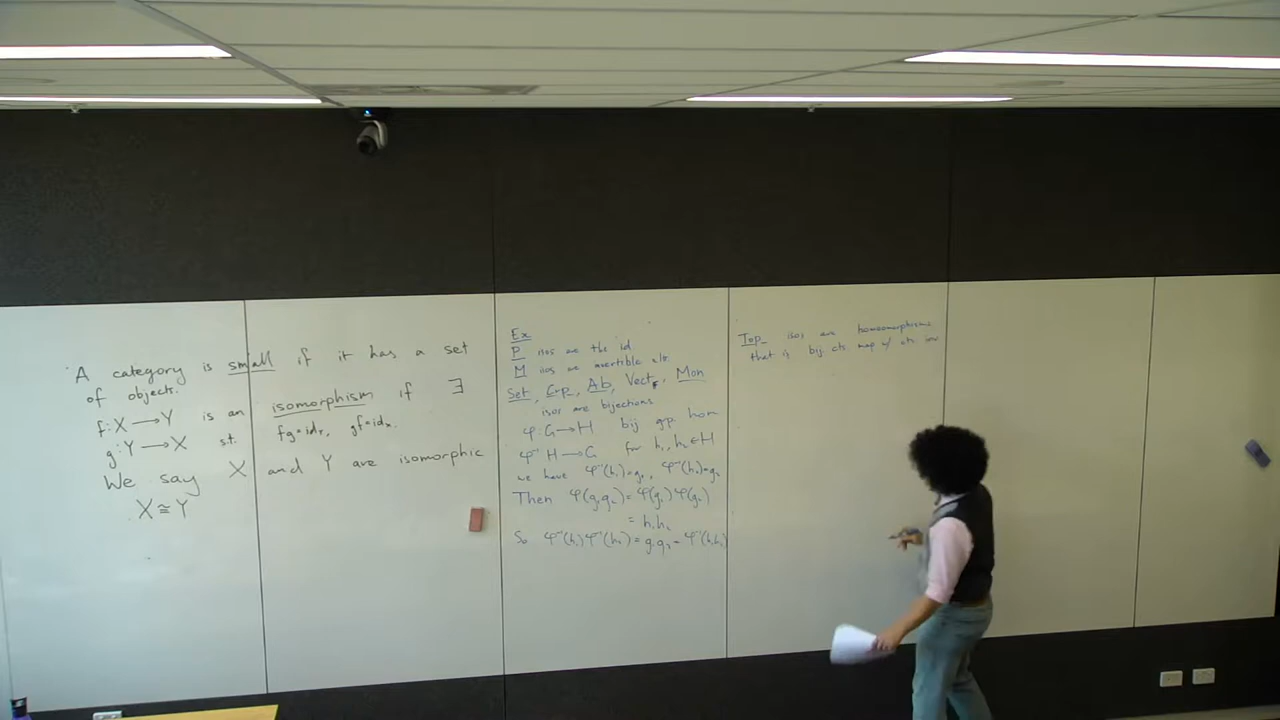 A category is small if it has a set
of objects.
f: X → Y is an isomorphism if ∃
g: Y → X st. fg = id_Y, gf = id_X.
We say X and Y are isomorphic
X ≅ Y
Ex
P isos are the id
M isos are invertible elts.
Set, Grp, Ab, Vect_F, Mon
isos are bijections
φ: G → H bij gp hom
φ⁻¹ H → G for h₁, h₂ ∈ H
we have φ⁻¹(h₁) = g₁, φ⁻¹(h₂) = g₂
Then φ(g₁g₂) = φ(g₁)φ(g₂)
= h₁h₂
So φ⁻¹(h₁)φ⁻¹(h₂) = g₁g₂ = φ⁻¹(h₁h₂)
Top isos are homeomorphisms
that is bij cts map w/ cts inv